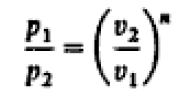 p₁/p₂ = (v₂/v₁)ⁿ